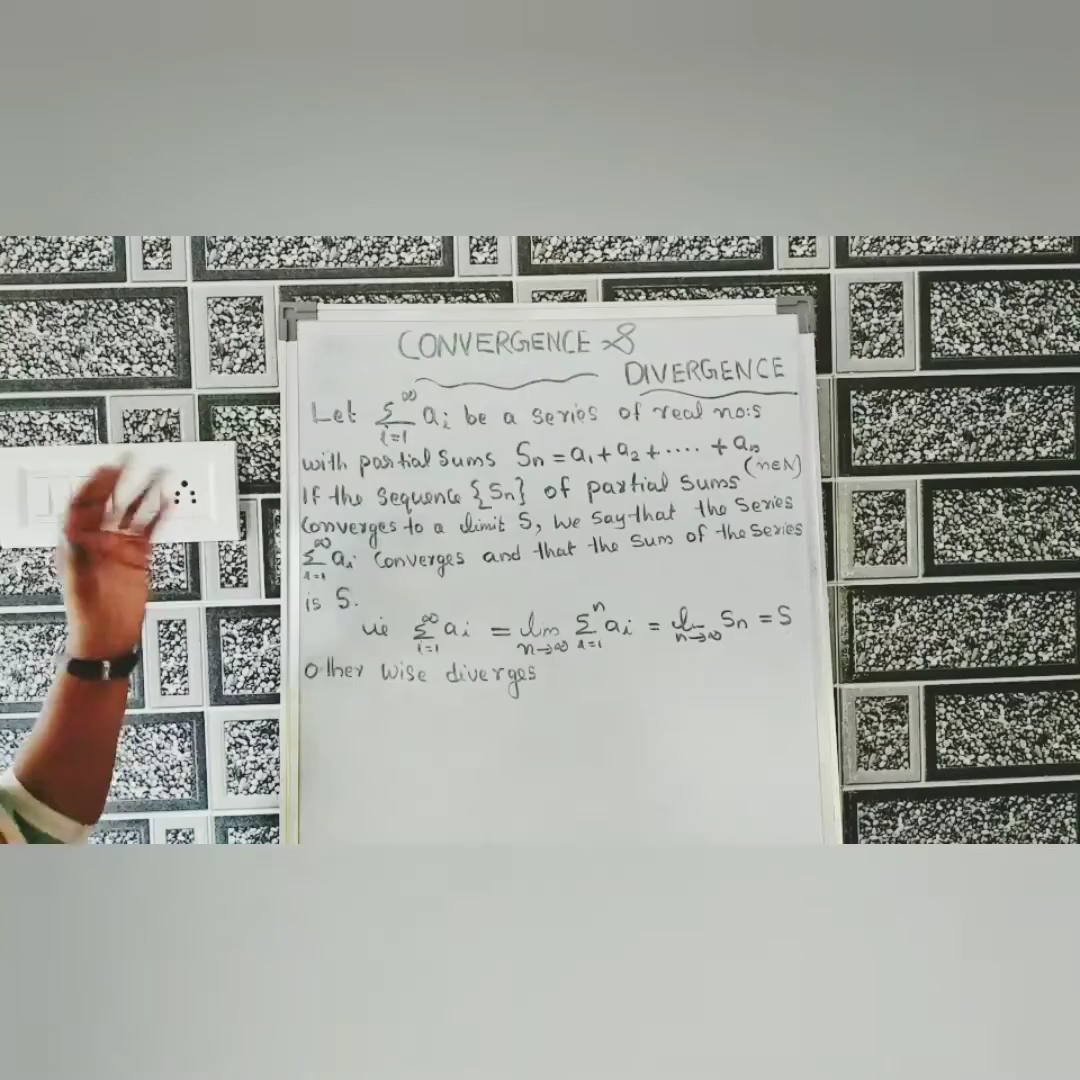 CONVERGENCE &
DIVERGENCE
Let ∑_{i=1}^{∞} aᵢ be a series of real no:s
with partial sums Sn = a₁ + a₂ + .... + an
(n∈N)
If the sequence {Sn} of partial sums
Converges to a limit S, we say that the series
∑_{i=1}^{∞} aᵢ Converges and that the sum of the series
is S.
ie ∑_{i=1}^{∞} aᵢ = lim_{n→∞} ∑_{i=1}^{n} aᵢ = lim_{n→∞} Sn = S
Other wise diverges